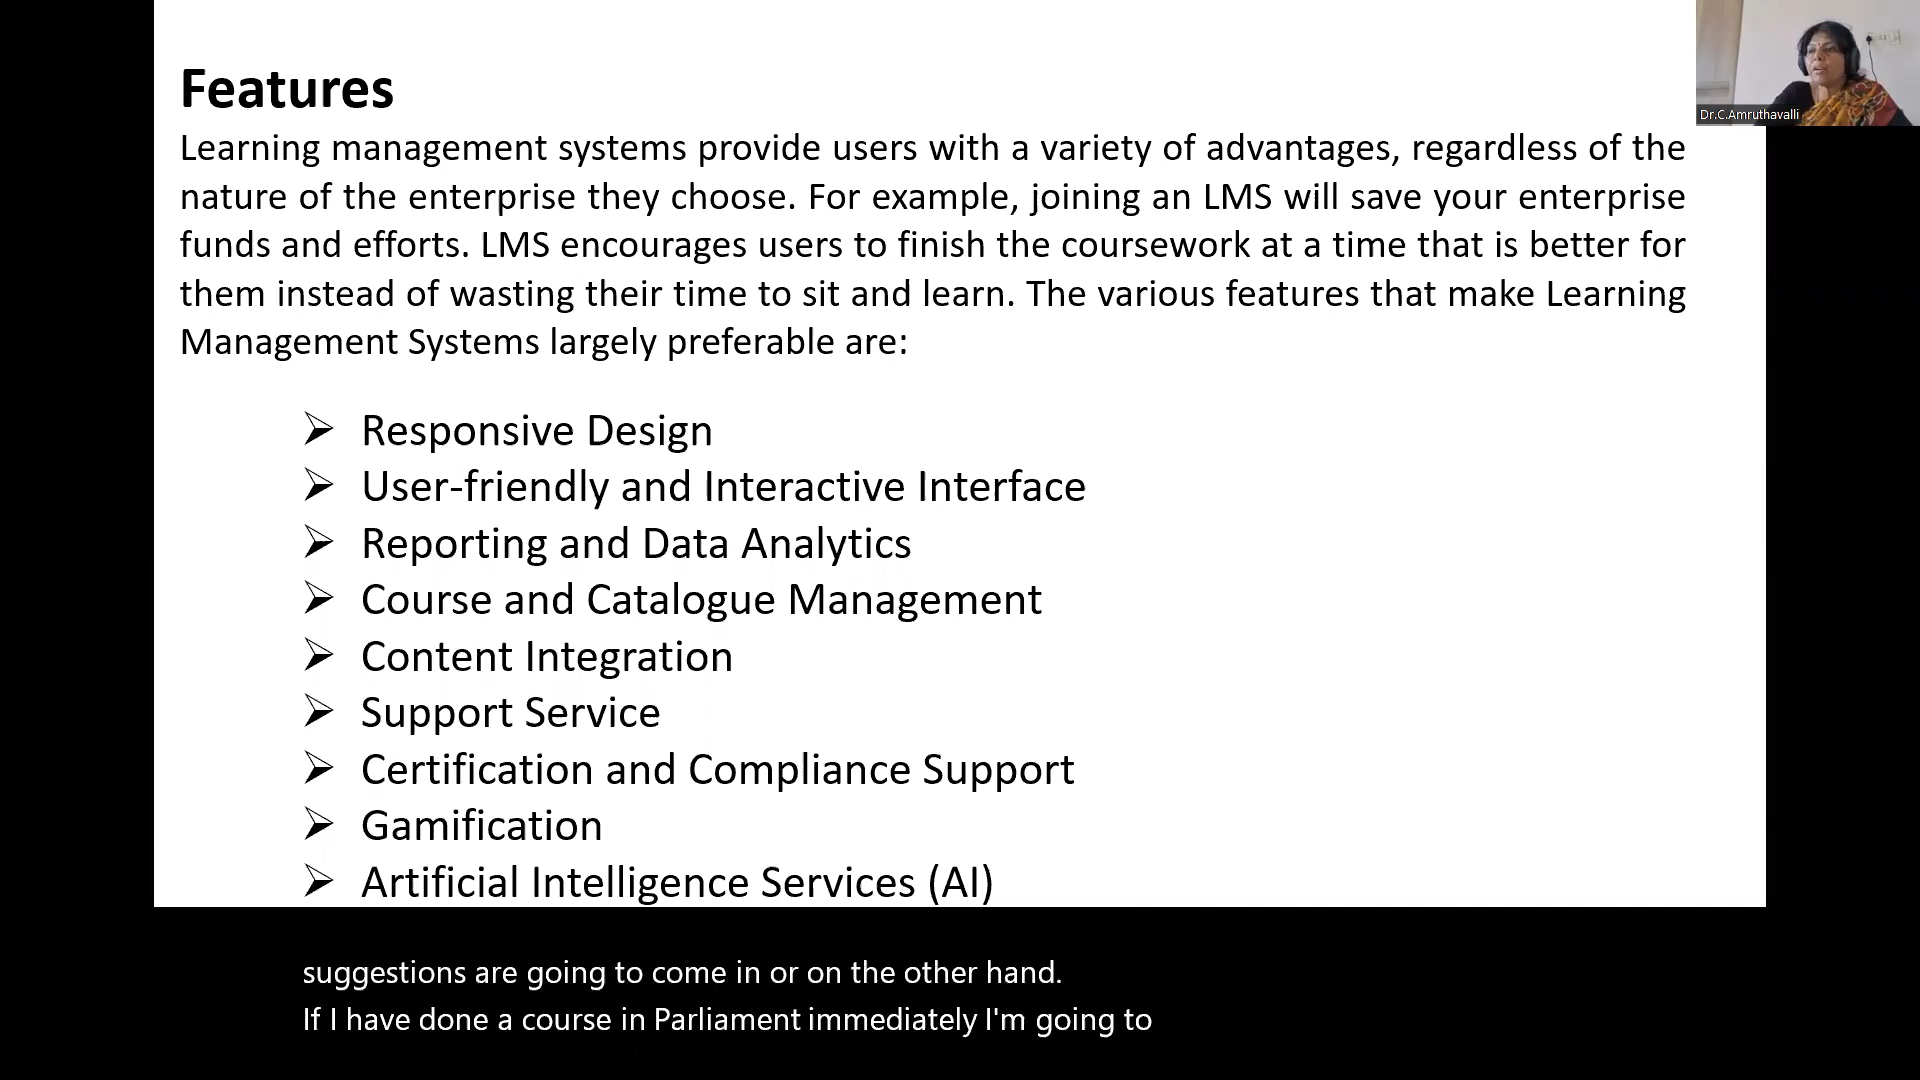 Features
Learning management systems provide users with a variety of advantages, regardless of the
nature of the enterprise they choose. For example, joining an LMS will save your enterprise
funds and efforts. LMS encourages users to finish the coursework at a time that is better for
them instead of wasting their time to sit and learn. The various features that make Learning
Management Systems largely preferable are:
Responsive Design
User-friendly and Interactive Interface
Reporting and Data Analytics
Course and Catalogue Management
Content Integration
Support Service
Certification and Compliance Support
Gamification
Artificial Intelligence Services (AI)
Dr.C.Amruthavalli
suggestions are going to come in or on the other hand.
If I have done a course in Parliament immediately I'm going to